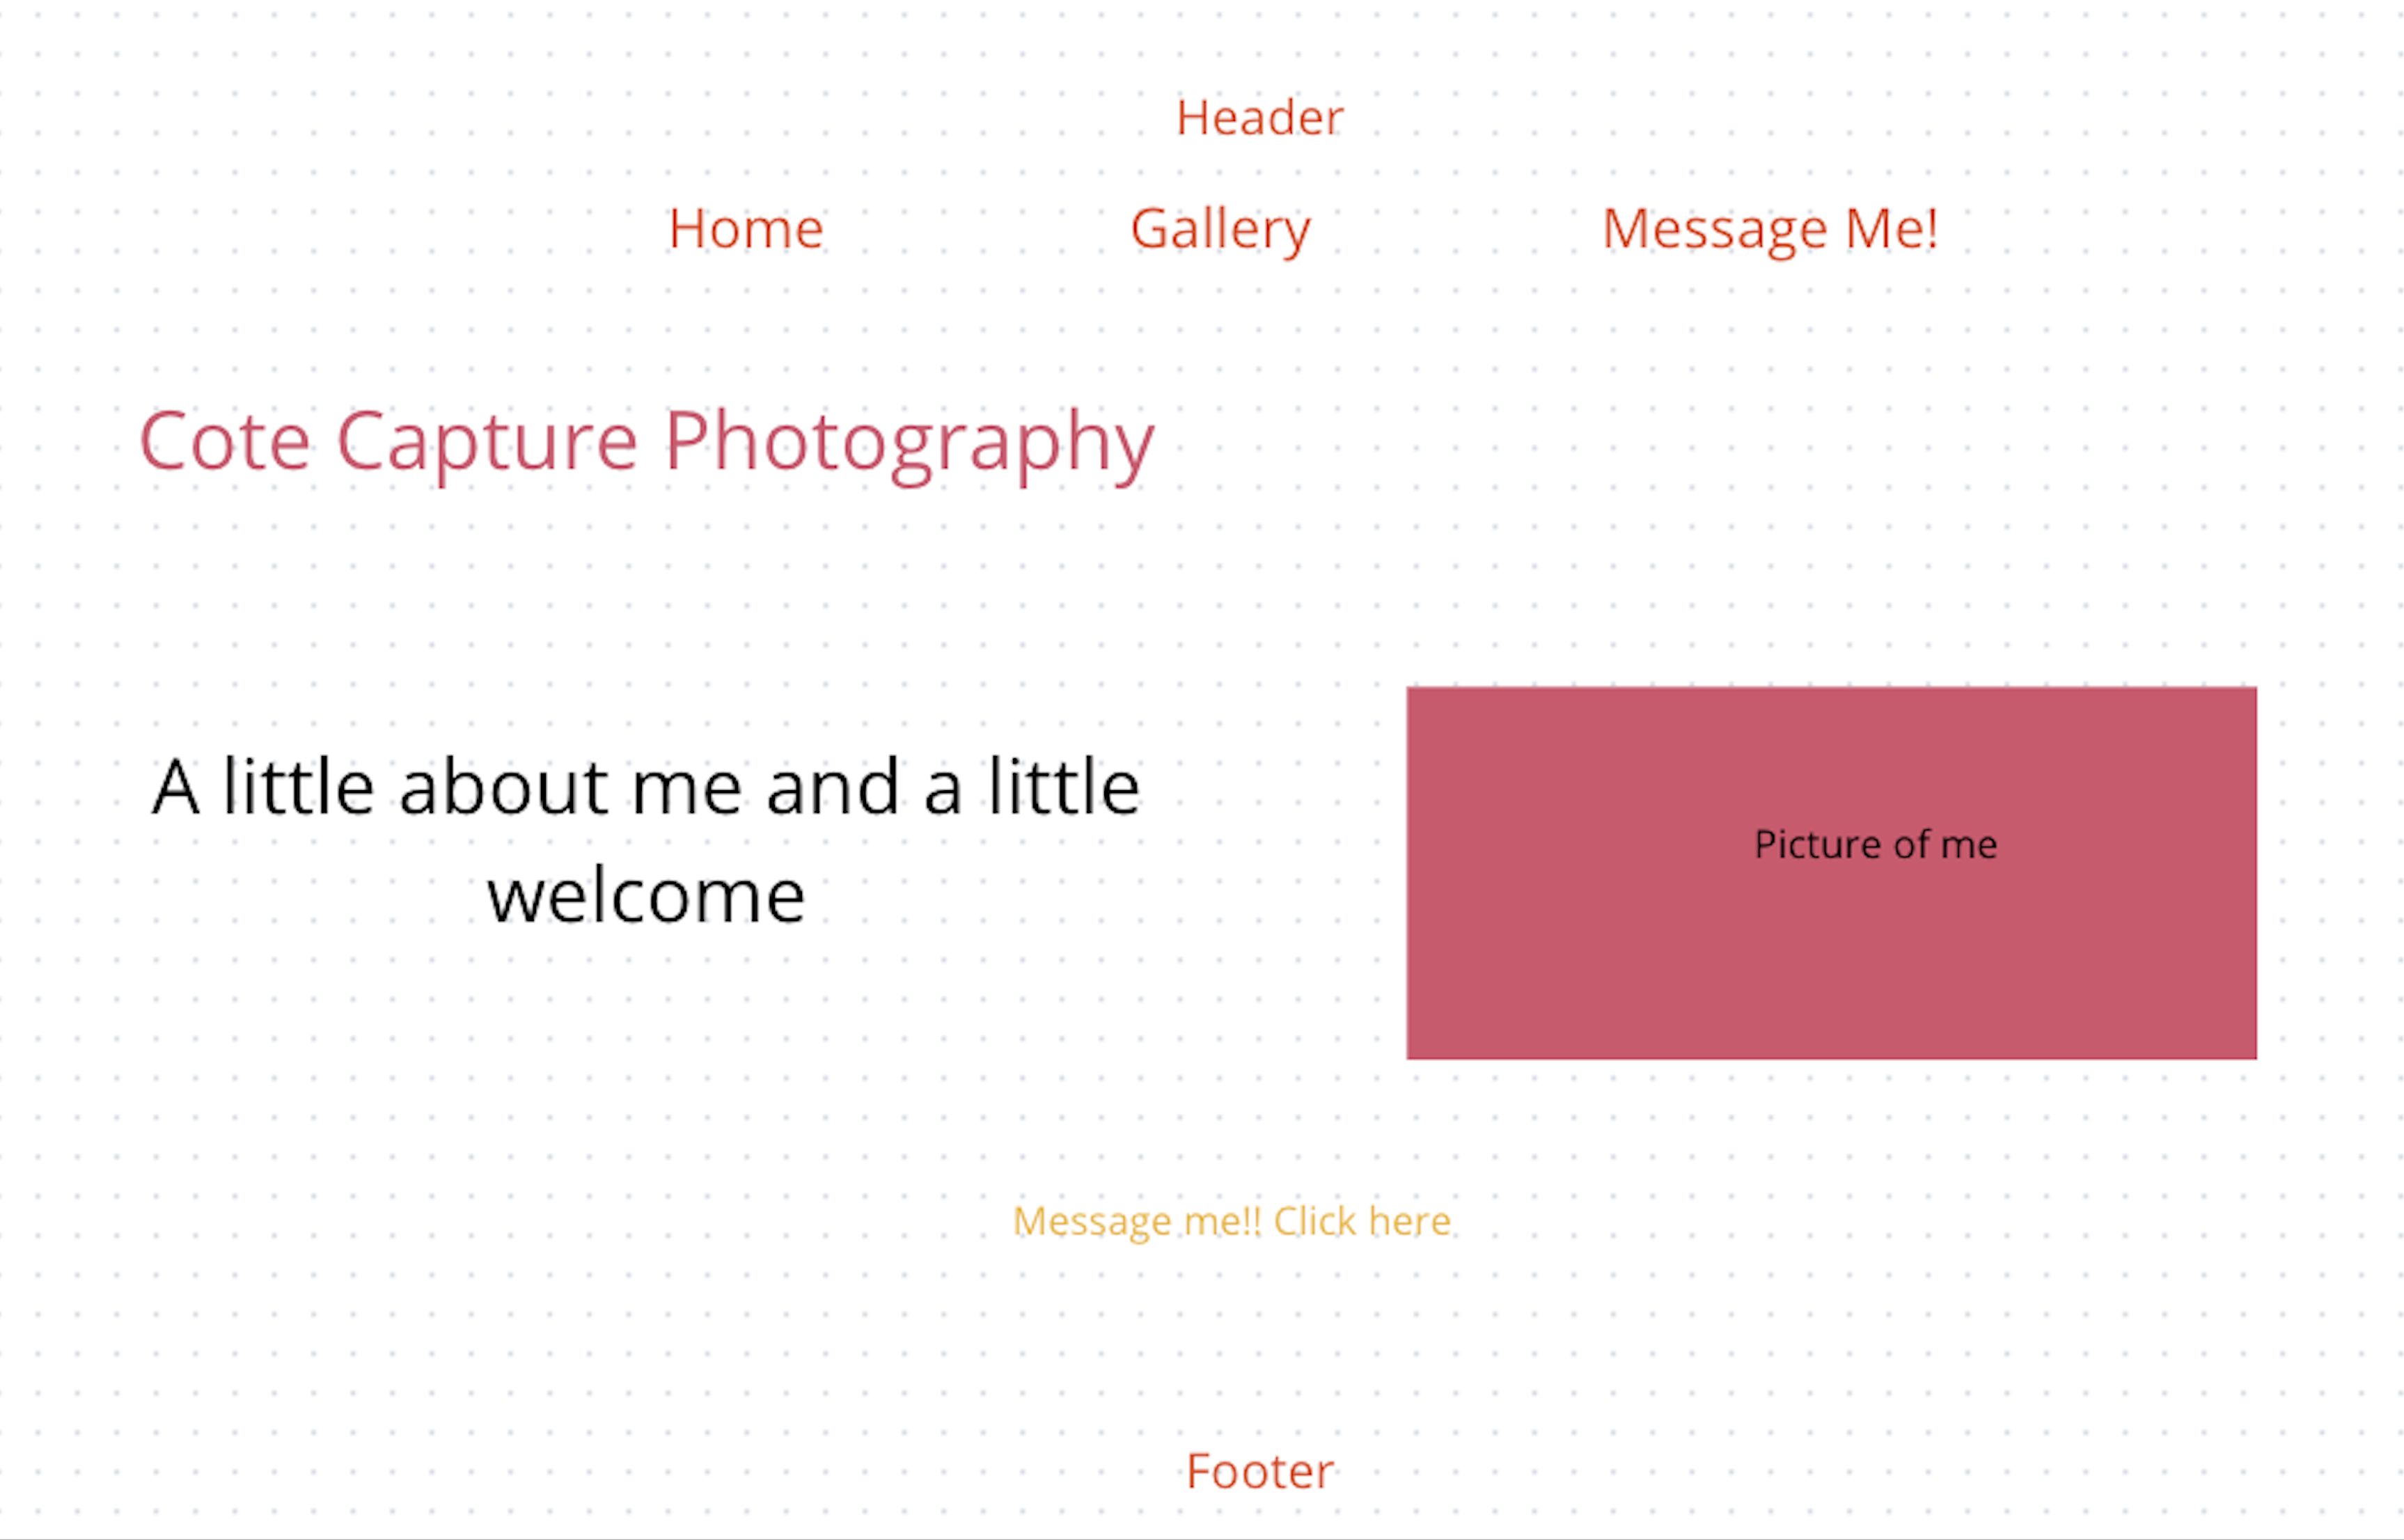 Header
Home Gallery Message Me!
Cote Capture Photography
A little about me and a little
welcome
Picture of me
Message me!! Click here
Footer